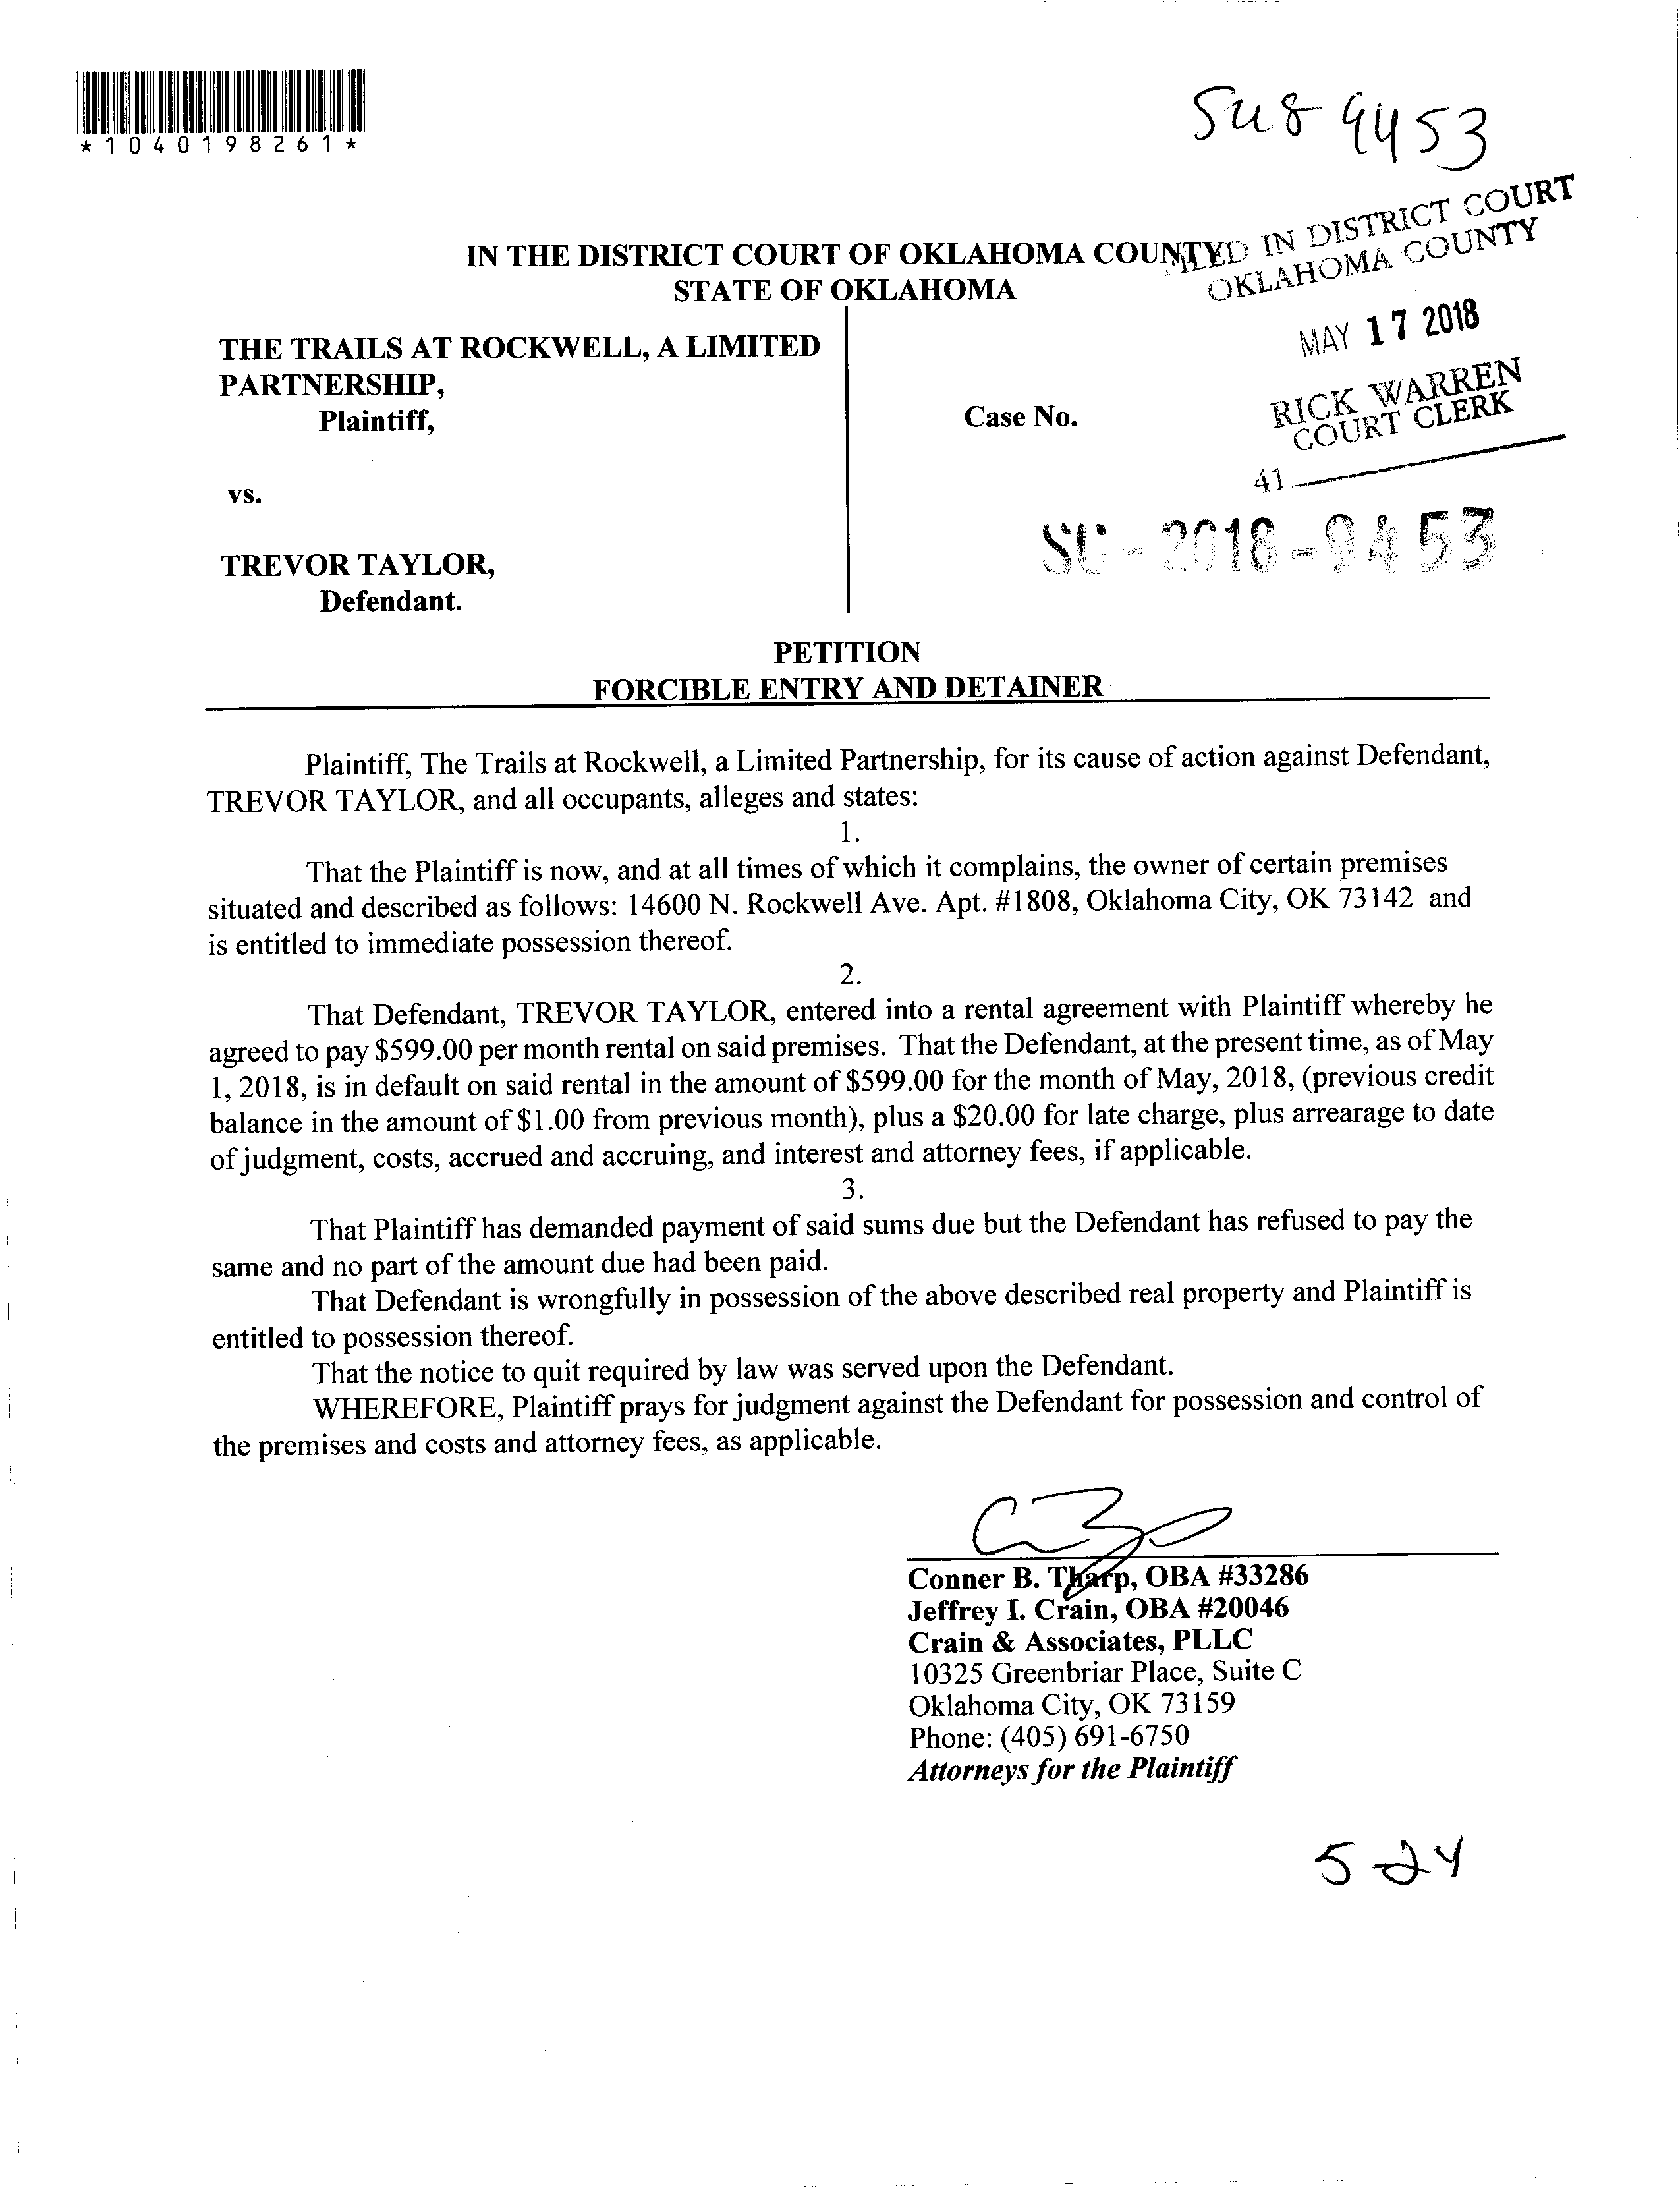 *1040198261*
9453
IN THE DISTRICT COURT OF OKLAHOMA COUNTY
STATE OF OKLAHOMA
IN DISTRICT COURT
OKLAHOMA COUNTY
MAY 17 2018
RICK WARREN
COURT CLERK
41
THE TRAILS AT ROCKWELL, A LIMITED
PARTNERSHIP,
Plaintiff,
Case No.
vs.
SC-2018-9453
TREVOR TAYLOR,
Defendant.
PETITION
FORCIBLE ENTRY AND DETAINER
Plaintiff, The Trails at Rockwell, a Limited Partnership, for its cause of action against Defendant,
TREVOR TAYLOR, and all occupants, alleges and states:
1.
That the Plaintiff is now, and at all times of which it complains, the owner of certain premises
situated and described as follows: 14600 N. Rockwell Ave. Apt. #1808, Oklahoma City, OK 73142 and
is entitled to immediate possession thereof.
2.
That Defendant, TREVOR TAYLOR, entered into a rental agreement with Plaintiff whereby he
agreed to pay $599.00 per month rental on said premises. That the Defendant, at the present time, as of May
1, 2018, is in default on said rental in the amount of $599.00 for the month of May, 2018, (previous credit
balance in the amount of $1.00 from previous month), plus a $20.00 for late charge, plus arrearage to date
of judgment, costs, accrued and accruing, and interest and attorney fees, if applicable.
3.
That Plaintiff has demanded payment of said sums due but the Defendant has refused to pay the
same and no part of the amount due had been paid.
That Defendant is wrongfully in possession of the above described real property and Plaintiff is
entitled to possession thereof.
That the notice to quit required by law was served upon the Defendant.
WHEREFORE, Plaintiff prays for judgment against the Defendant for possession and control of
the premises and costs and attorney fees, as applicable.
Conner B. Tharp, OBA #33286
Jeffrey I. Crain, OBA #20046
Crain & Associates, PLLC
10325 Greenbriar Place, Suite C
Oklahoma City, OK 73159
Phone: (405) 691-6750
Attorneys for the Plaintiff
5-24